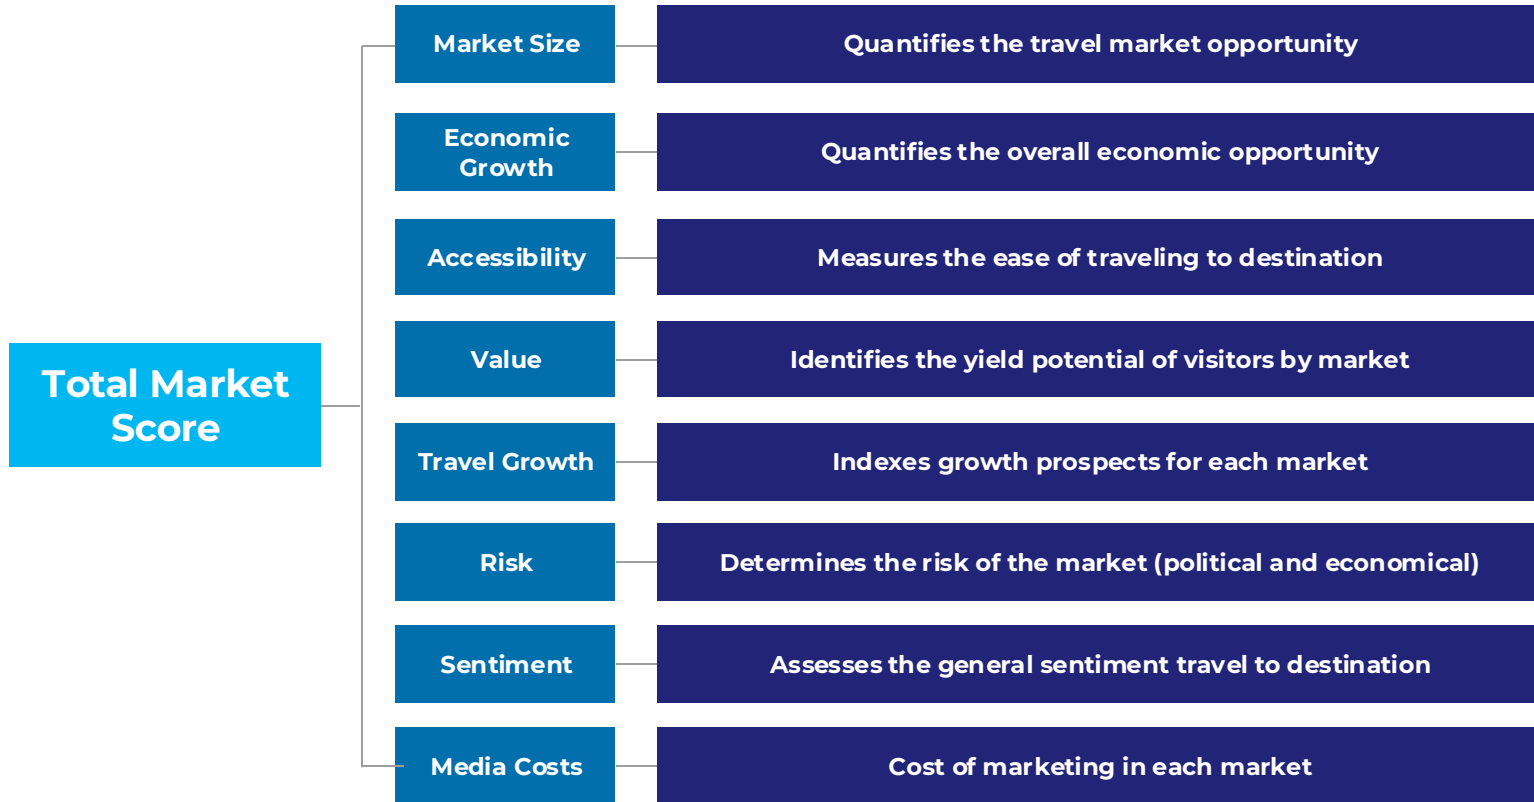 Market Size
Quantifies the travel market opportunity
Economic
Growth
Quantifies the overall economic opportunity
Accessibility
Measures the ease of traveling to destination
Total Market
Score
Value
Identifies the yield potential of visitors by market
Travel Growth
Indexes growth prospects for each market
Risk
Determines the risk of the market (political and economical)
Sentiment
Assesses the general sentiment travel to destination
Media Costs
Cost of marketing in each market